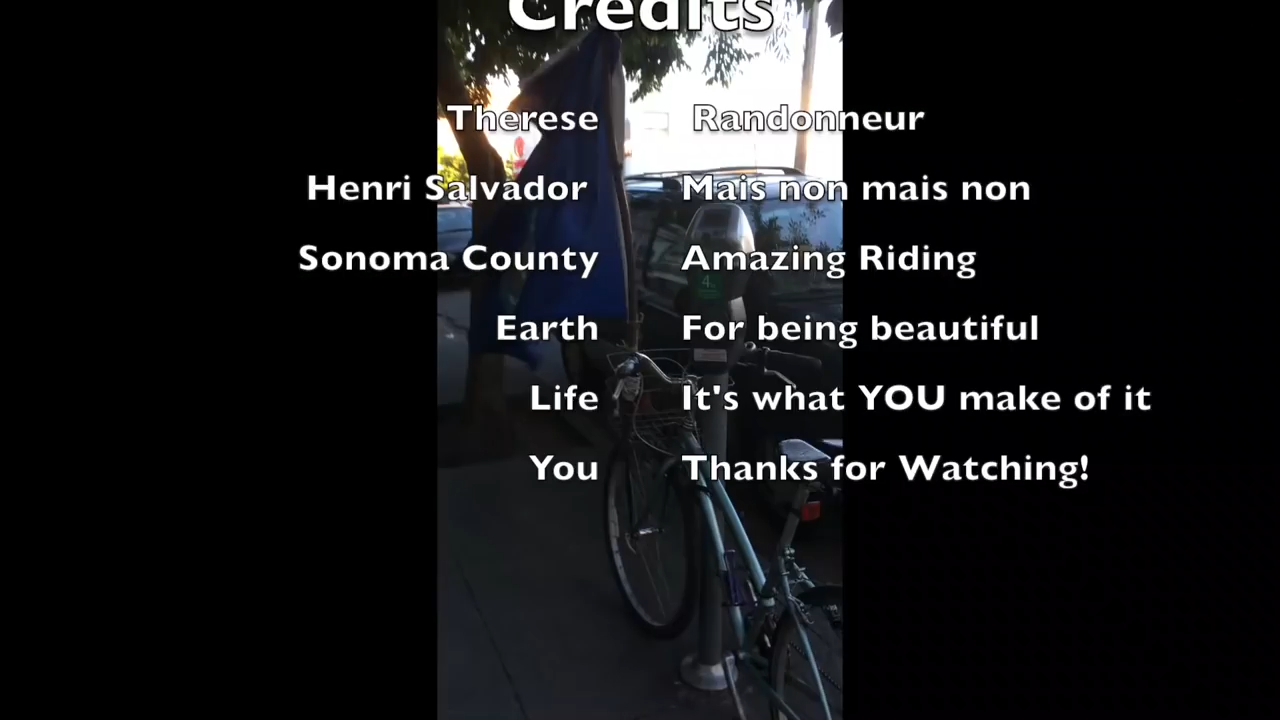 Credits
Therese Randonneur
Henri Salvador Mais non mais non
Sonoma County Amazing Riding
Earth For being beautiful
Life It's what YOU make of it
You Thanks for Watching!
4